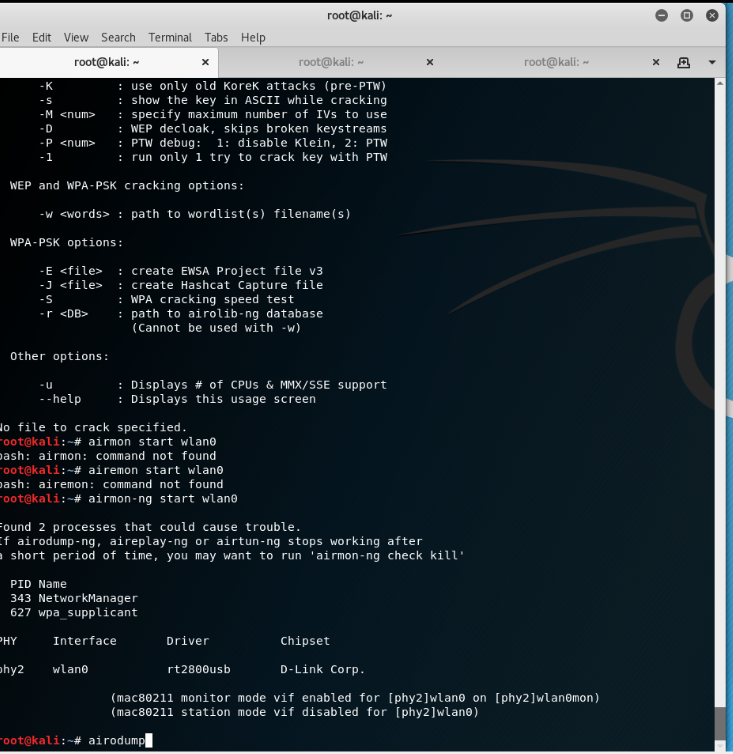 root@kali: ~
File Edit View Search Terminal Tabs Help
root@kali: ~ × root@kali: ~ × root@kali: ~ ×
-K : use only old KoreK attacks (pre-PTW)
-s : show the key in ASCII while cracking
-M <num> : specify maximum number of IVs to use
-D : WEP decloak, skips broken keystreams
-P <num> : PTW debug: 1: disable Klein, 2: PTW
-1 : run only 1 try to crack key with PTW
WEP and WPA-PSK cracking options:
-w <words> : path to wordlist(s) filename(s)
WPA-PSK options:
-E <file> : create EWSA Project file v3
-J <file> : create Hashcat Capture file
-S : WPA cracking speed test
-r <DB> : path to airolib-ng database
(Cannot be used with -w)
Other options:
-u : Displays # of CPUs & MMX/SSE support
--help : Displays this usage screen
No file to crack specified.
root@kali:~# airmon start wlan0
bash: airmon: command not found
root@kali:~# airemon start wlan0
bash: airemon: command not found
root@kali:~# airmon-ng start wlan0
Found 2 processes that could cause trouble.
If airodump-ng, aireplay-ng or airtun-ng stops working after
a short period of time, you may want to run 'airmon-ng check kill'
PID Name
343 NetworkManager
627 wpa_supplicant
PHY Interface Driver Chipset
phy2 wlan0 rt2800usb D-Link Corp.
(mac80211 monitor mode vif enabled for [phy2]wlan0 on [phy2]wlan0mon)
(mac80211 station mode vif disabled for [phy2]wlan0)
root@kali:~# airodump